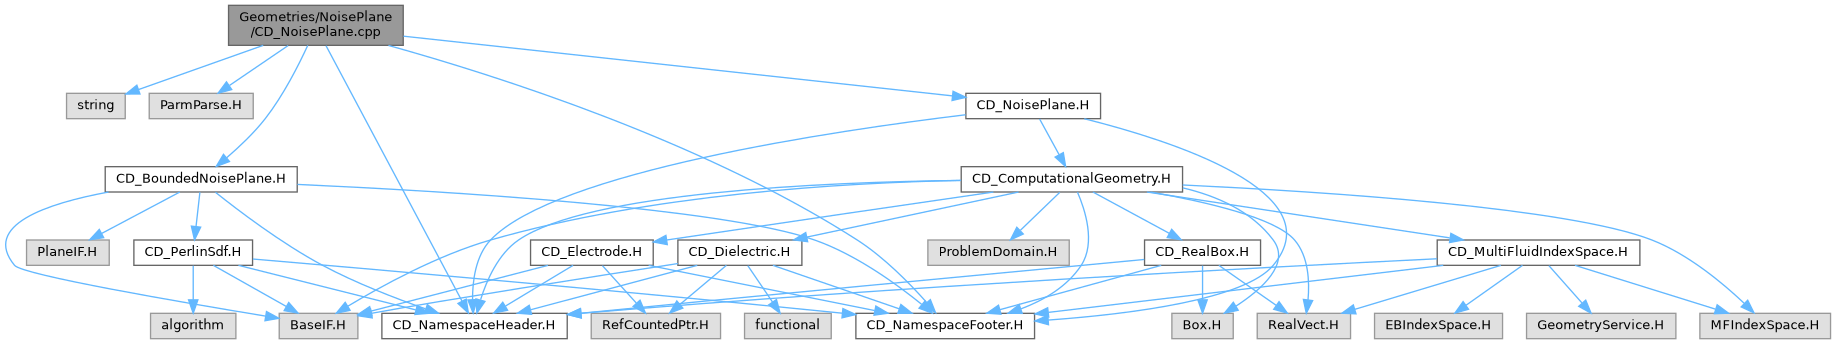 Geometries/NoisePlane
/CD_NoisePlane.cpp
string
ParmParse.H
CD_NoisePlane.H
CD_BoundedNoisePlane.H
CD_ComputationalGeometry.H
PlaneIF.H
CD_PerlinSdf.H
CD_Electrode.H
CD_Dielectric.H
ProblemDomain.H
CD_RealBox.H
CD_MultiFluidIndexSpace.H
algorithm
BaseIF.H
CD_NamespaceHeader.H
RefCountedPtr.H
functional
CD_NamespaceFooter.H
Box.H
RealVect.H
EBIndexSpace.H
GeometryService.H
MFIndexSpace.H